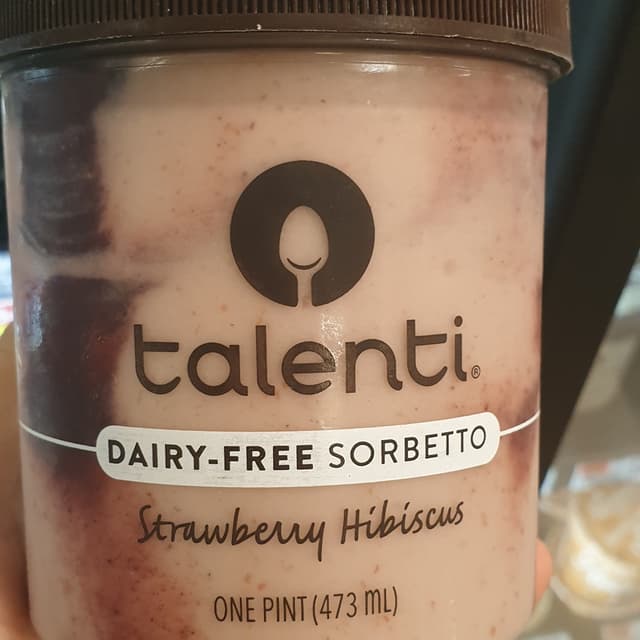 talenti®
DAIRY-FREE SORBETTO
Strawberry Hibiscus
ONE PINT (473 mL)